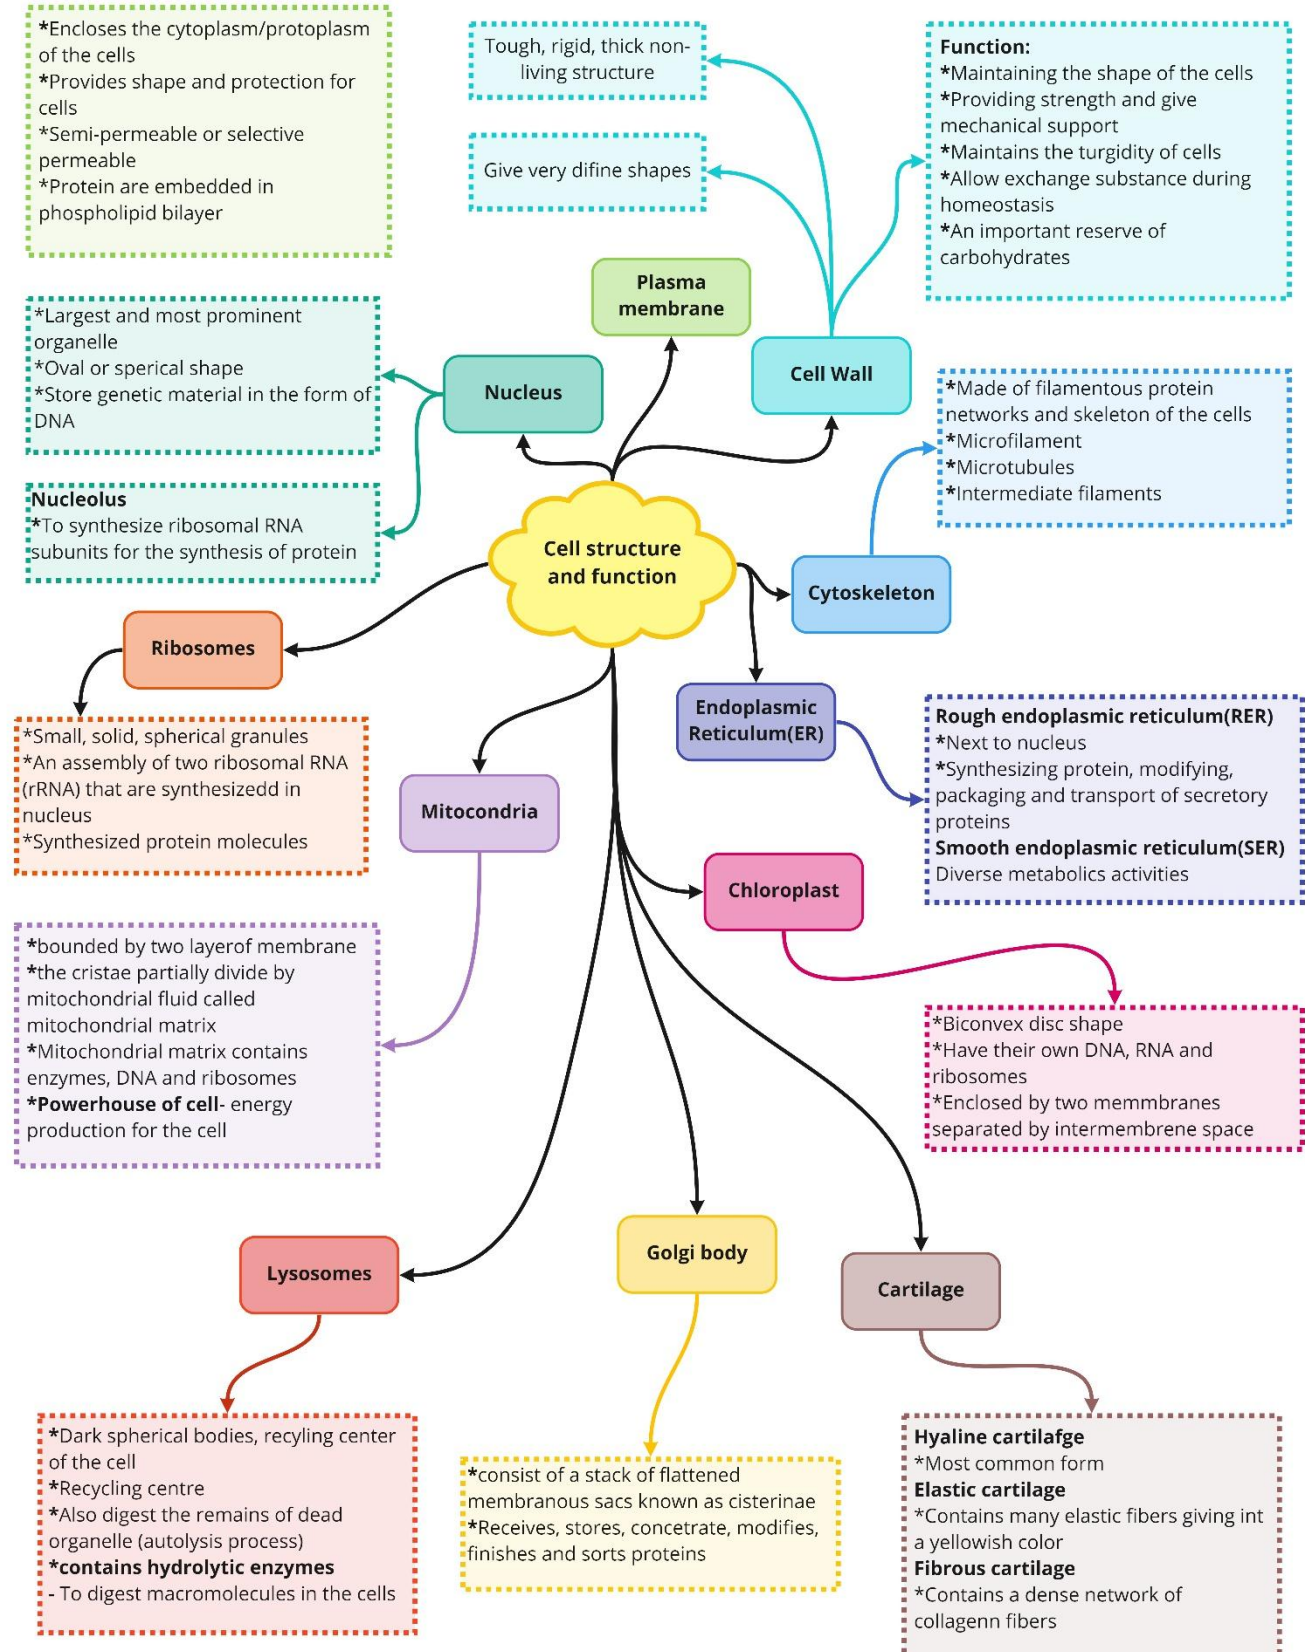 *Encloses the cytoplasm/protoplasm
of the cells
*Provides shape and protection for
cells
*Semi-permeable or selective
permeable
*Protein are embedded in
phospholipid bilayer
Tough, rigid, thick non-
living structure
Give very difine shapes
Function:
*Maintaining the shape of the cells
*Providing strength and give
mechanical support
*Maintains the turgidity of cells
*Allow exchange substance during
homeostasis
*An important reserve of
carbohydrates
Plasma
membrane
Cell Wall
Nucleus
*Largest and most prominent
organelle
*Oval or sperical shape
*Store genetic material in the form of
DNA
Nucleolus
*To synthesize ribosomal RNA
subunits for the synthesis of protein
*Made of filamentous protein
networks and skeleton of the cells
*Microfilament
*Microtubules
*Intermediate filaments
Cell structure
and function
Cytoskeleton
Ribosomes
*Small, solid, spherical granules
*An assembly of two ribosomal RNA
(rRNA) that are synthesizedd in
nucleus
*Synthesized protein molecules
Endoplasmic
Reticulum(ER)
Rough endoplasmic reticulum(RER)
*Next to nucleus
*Synthesizing protein, modifying,
packaging and transport of secretory
proteins
Smooth endoplasmic reticulum(SER)
Diverse metabolics activities
Mitocondria
*bounded by two layerof membrane
*the cristae partially divide by
mitochondrial fluid called
mitochondrial matrix
*Mitochondrial matrix contains
enzymes, DNA and ribosomes
*Powerhouse of cell- energy
production for the cell
Chloroplast
*Biconvex disc shape
*Have their own DNA, RNA and
ribosomes
*Enclosed by two memmbranes
separated by intermembrene space
Lysosomes
*Dark spherical bodies, recyling center
of the cell
*Recycling centre
*Also digest the remains of dead
organelle (autolysis process)
*contains hydrolytic enzymes
- To digest macromolecules in the cells
Golgi body
*consist of a stack of flattened
membranous sacs known as cisterinae
*Receives, stores, concetrate, modifies,
finishes and sorts proteins
Cartilage
Hyaline cartilafge
*Most common form
Elastic cartilage
*Contains many elastic fibers giving int
a yellowish color
Fibrous cartilage
*Contains a dense network of
collagenn fibers